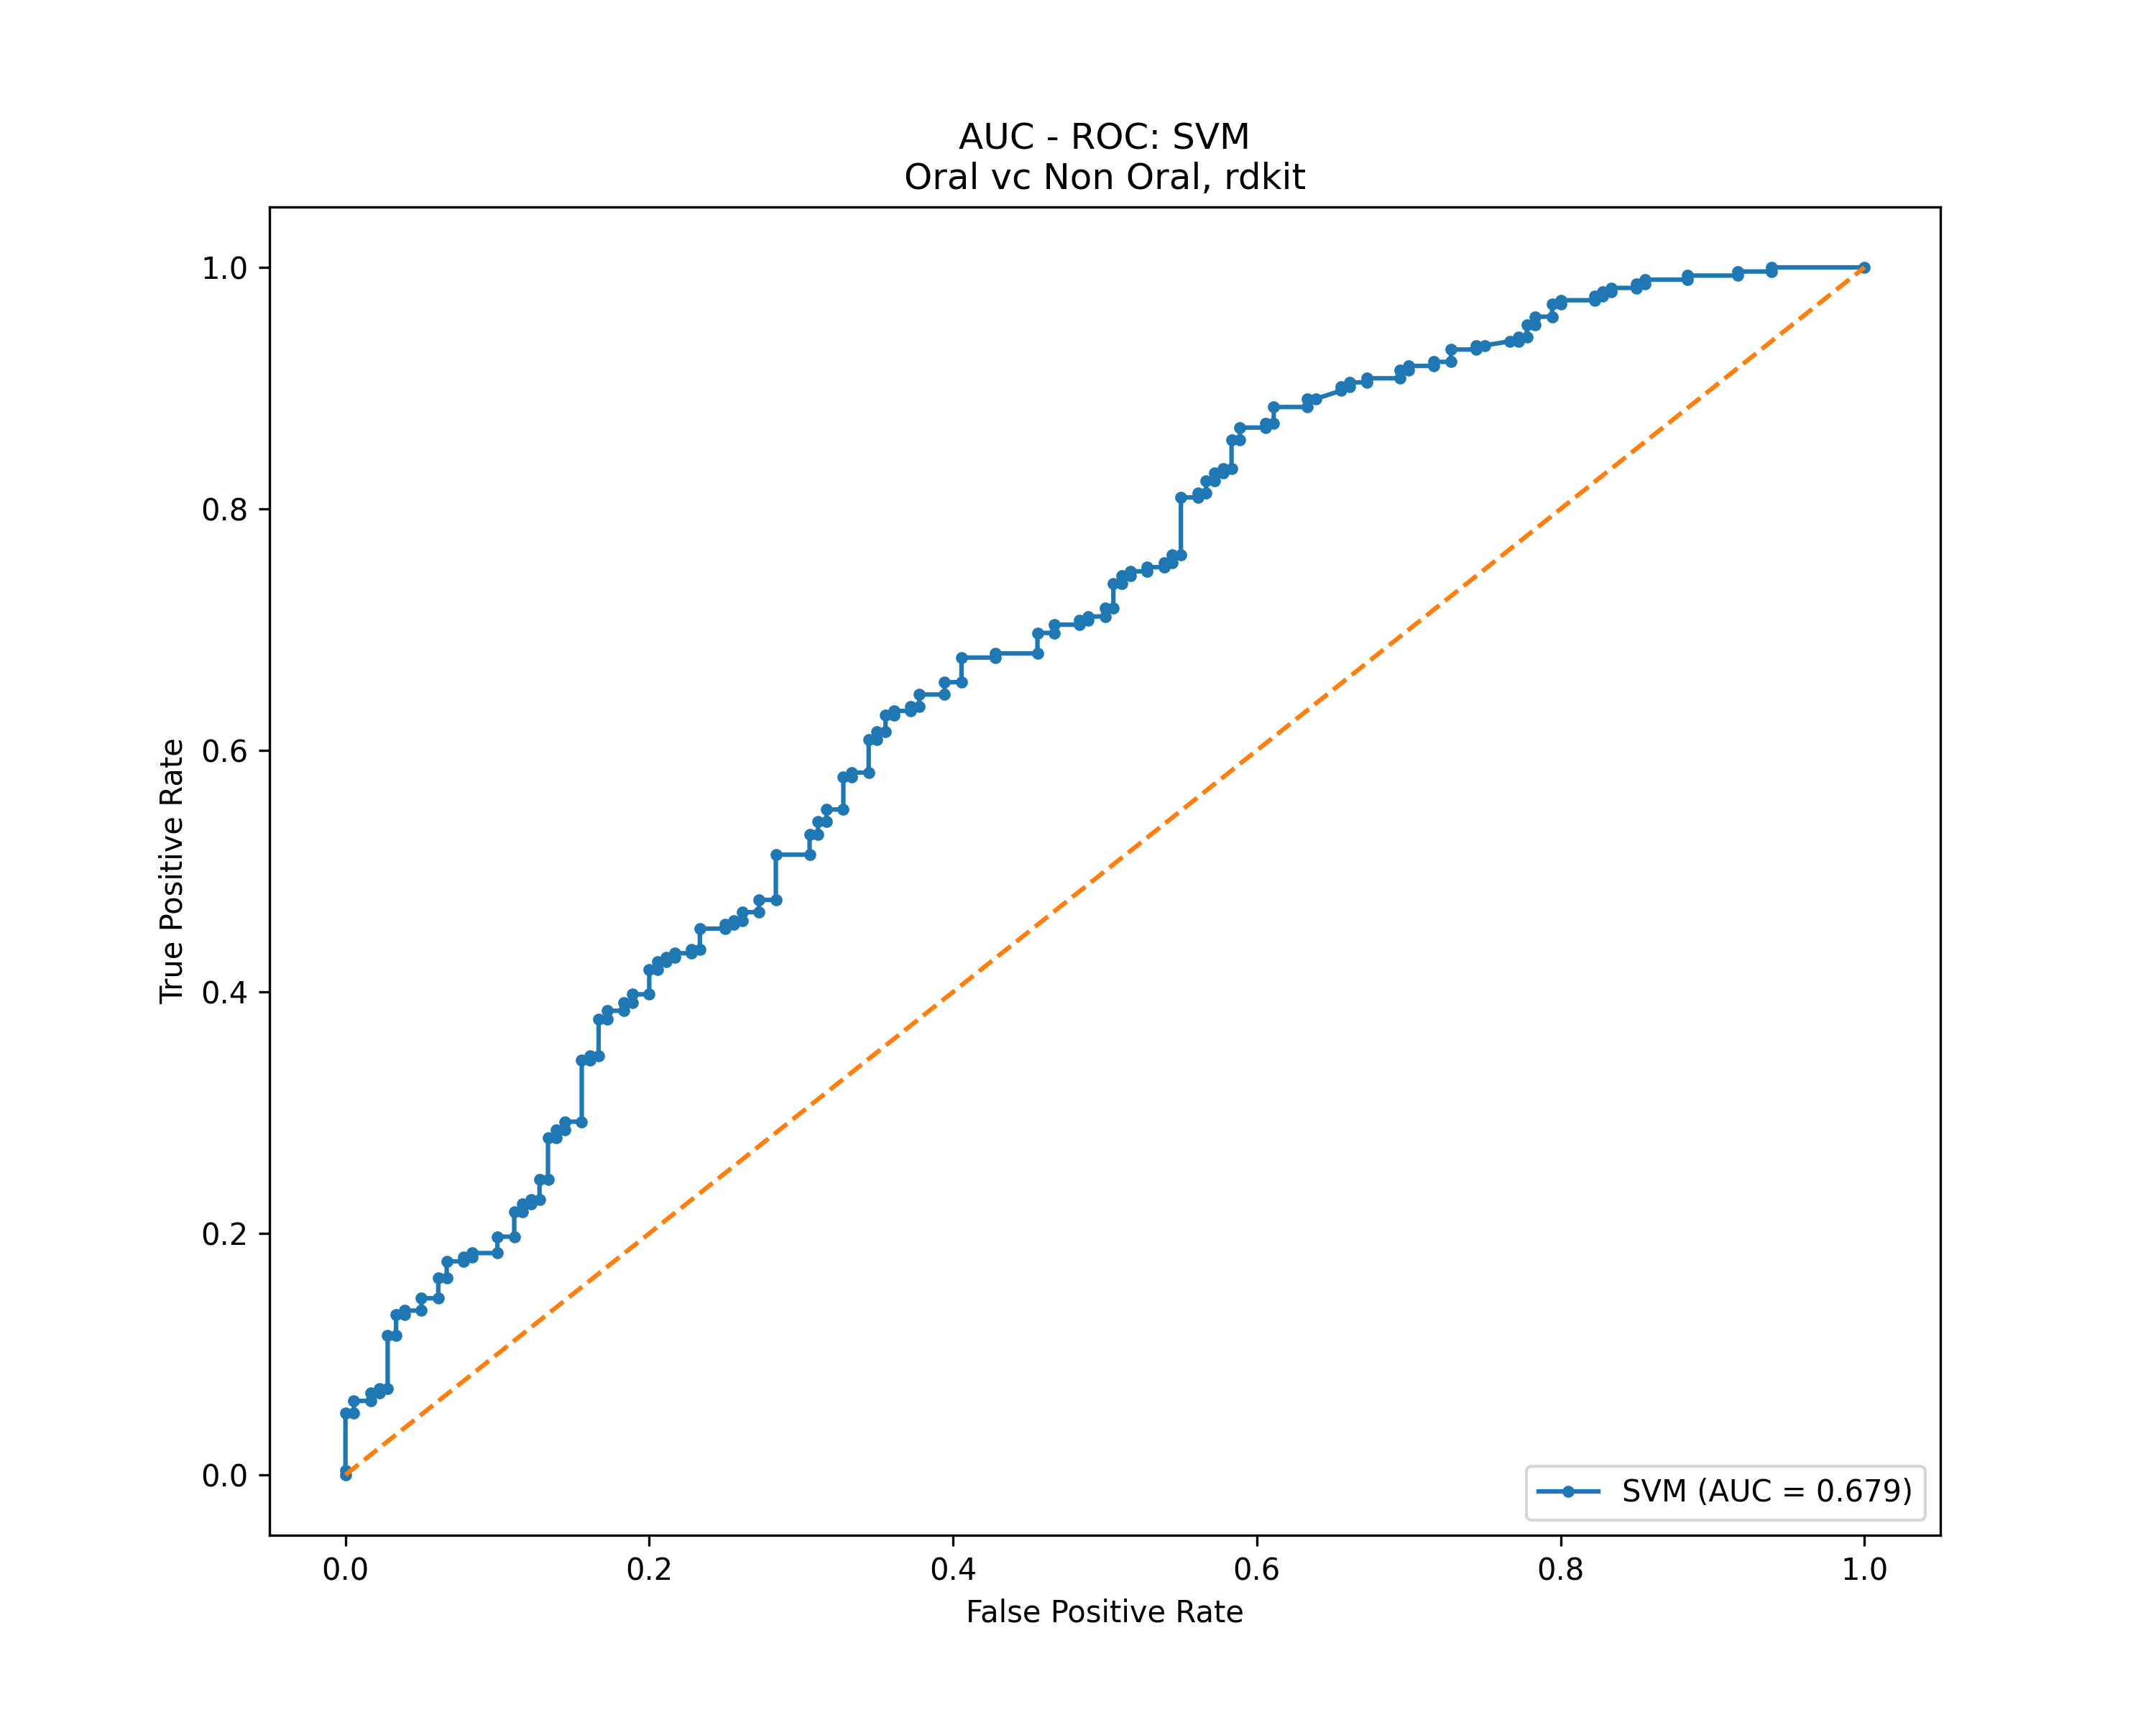 AUC - ROC: SVM
Oral vc Non Oral, rdkit
1.0
0.8
0.6
0.4
0.2
0.0
True Positive Rate
SVM (AUC = 0.679)
0.0 0.2 0.4 0.6 0.8 1.0
False Positive Rate